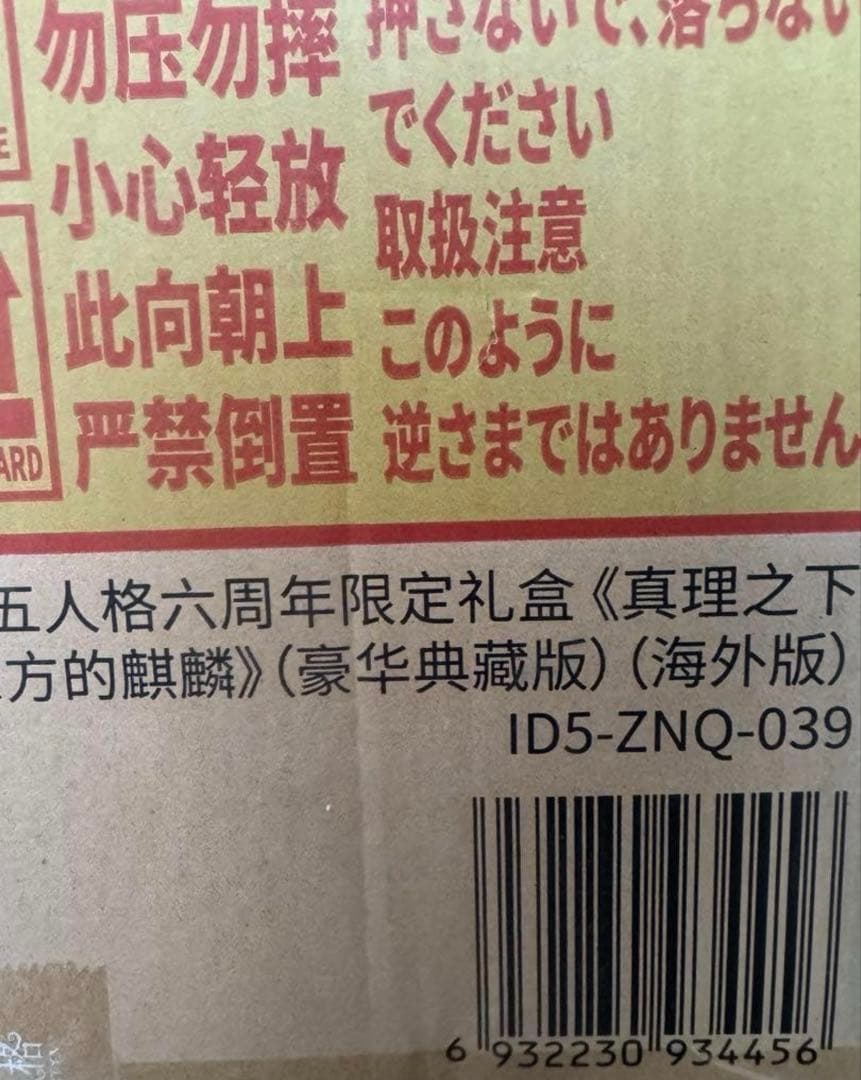 勿压勿摔
小心轻放
此向朝上
严禁倒置
押さないで、落らない
でください
取扱注意
このように
逆さまではありません
ARD
五人格六周年限定礼盒《真理之下
方的麒麟》（豪华典藏版）（海外版）
ID5-ZNQ-039
6 932230 934456
格